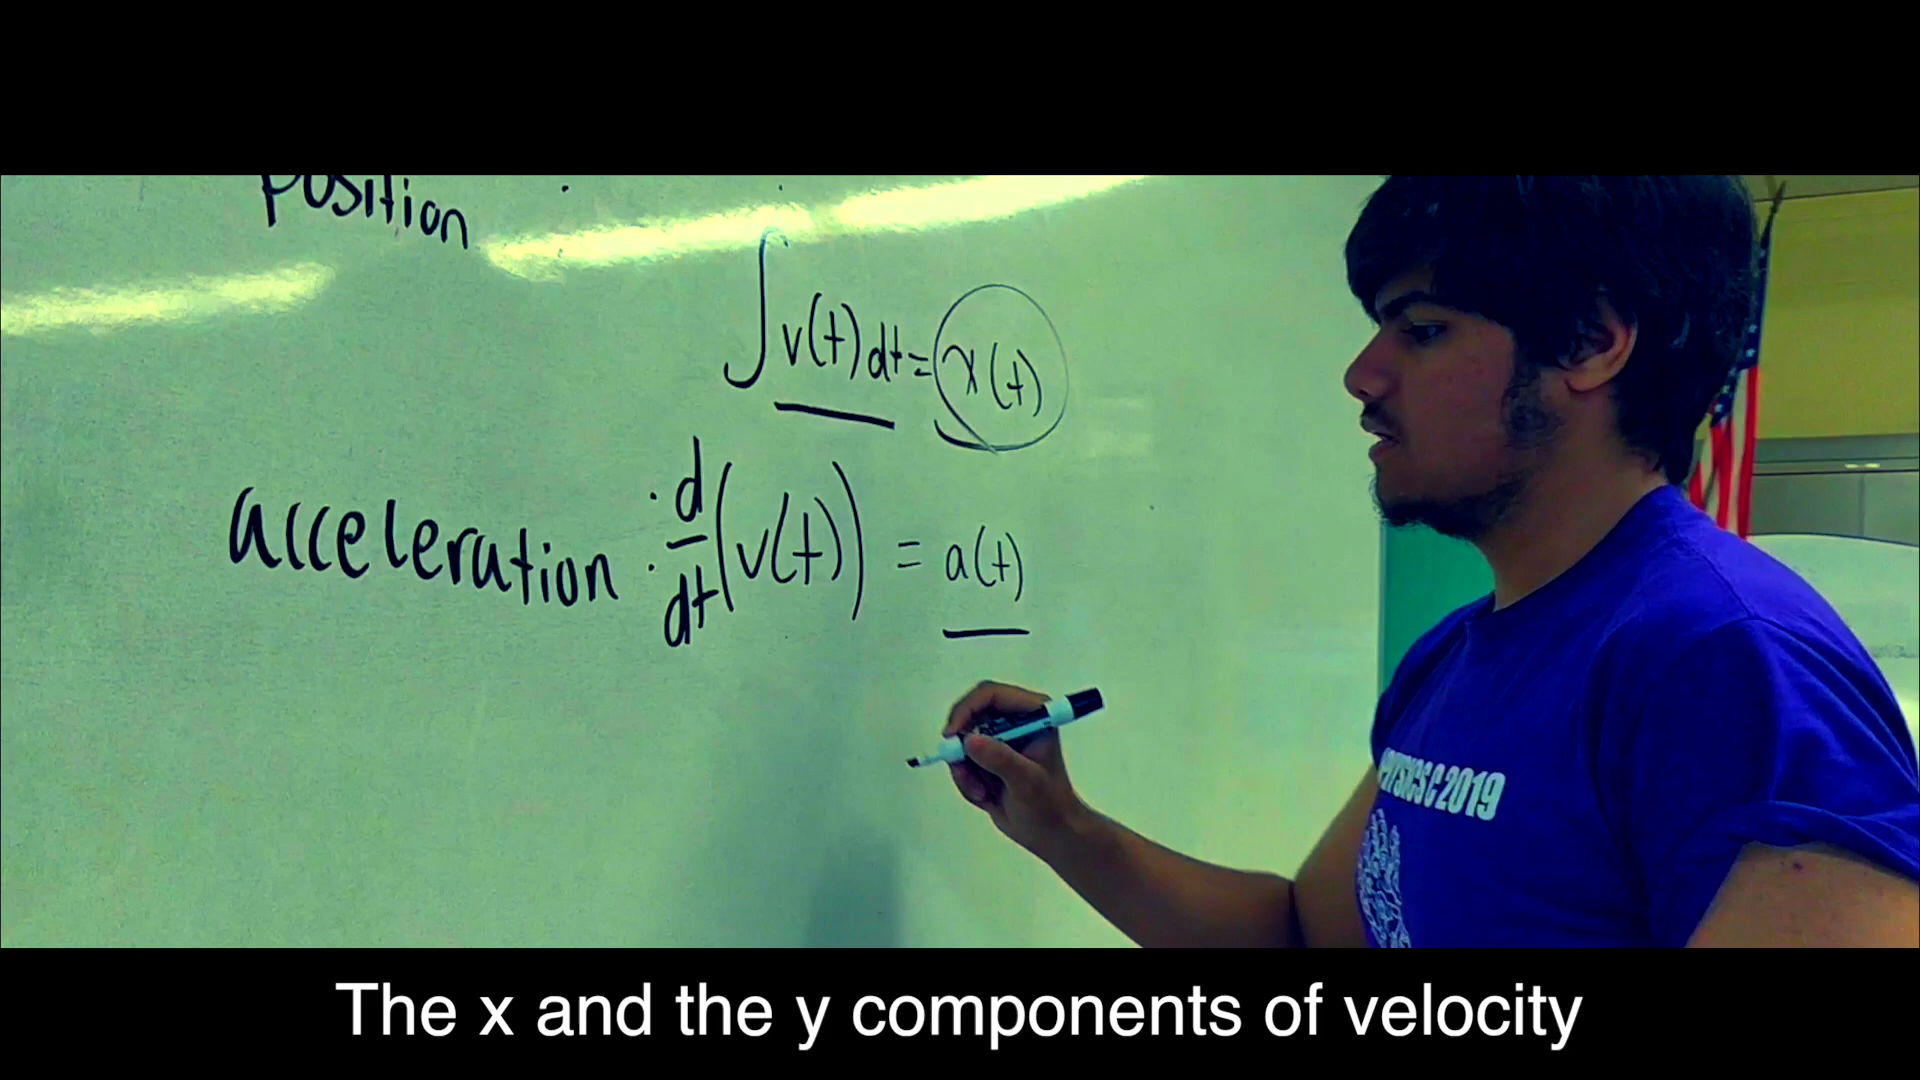 position
∫v(t)dt=x(t)
acceleration: d/dt(v(t)) = a(t)
PHYSICS C 2019
The x and the y components of velocity